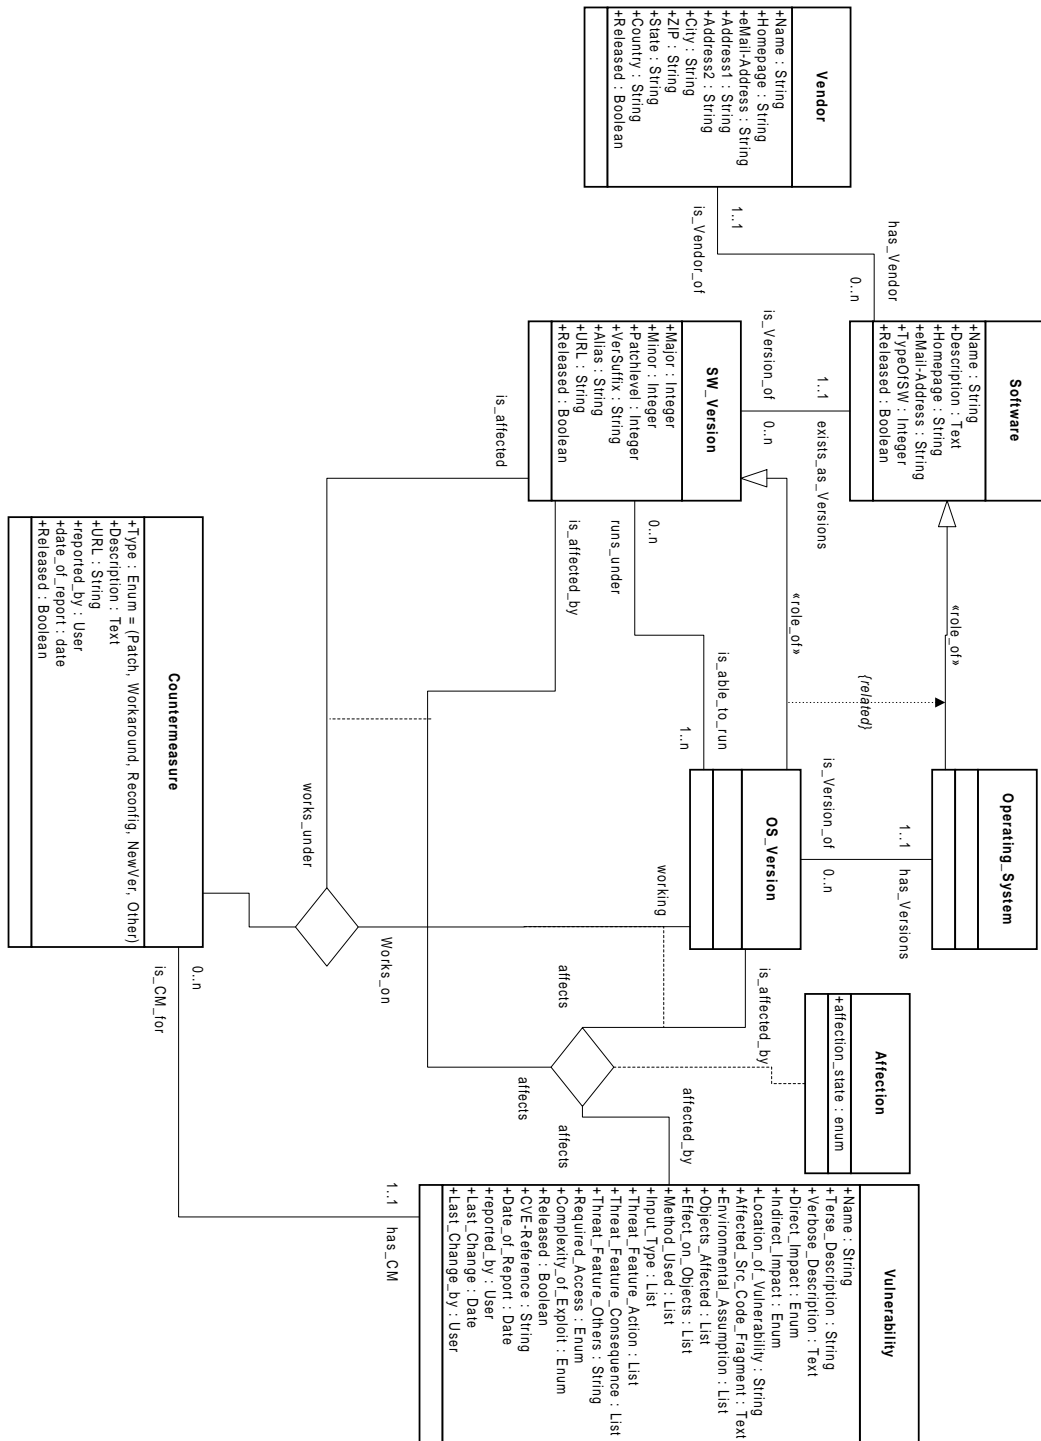 Vendor
+Name : String
+Homepage : String
+eMail-Address : String
+Address1 : String
+Address2 : String
+City : String
+ZIP : String
+State : String
+Country : String
+Released : Boolean
1..1
is_Vendor_of
has_Vendor
0..n
Software
+Name : String
+Description : Text
+Homepage : String
+eMail-Address : String
+TypeOfSW : Integer
+Released : Boolean
1..1
exists_as_Versions
is_Version_of
0..n
SW_Version
+Major : Integer
+Minor : Integer
+Patchlevel : Integer
+VerSuffix : String
+Alias : String
+URL : String
+Released : Boolean
«role_of»
«role_of»
{related}
0..n
runs_under
is_able_to_run
1..n
is_affected_by
is_affected
Operating_System
1..1
has_Versions
is_Version_of
0..n
OS_Version
working
is_affected_by
works_under
Works_on
Countermeasure
+Type : Enum = (Patch, Workaround, Reconfig, NewVer, Other)
+Description : Text
+URL : String
+reported_by : User
+date_of_report : date
+Released : Boolean
0..n
is_CM_for
Affection
+affection_state : enum
affects
affects
affects
affected_by
1..1
has_CM
Vulnerability
+Name : String
+Terse_Description : String
+Verbose_Description : Text
+Direct_Impact : Enum
+Indirect_Impact : Enum
+Location_of_Vulnerability : String
+Affected_Src_Code_Fragment : Text
+Environmental_Assumption : List
+Objects_Affected : List
+Effect_on_Objects : List
+Method_Used : List
+Input_Type : List
+Threat_Feature_Action : List
+Threat_Feature_Consequence : List
+Threat_Feature_Others : String
+Required_Access : Enum
+Complexity_of_Exploit : Enum
+Released : Boolean
+CVE-Reference : String
+Date_of_Report : Date
+reported_by : User
+Last_Change : Date
+Last_Change_by : User